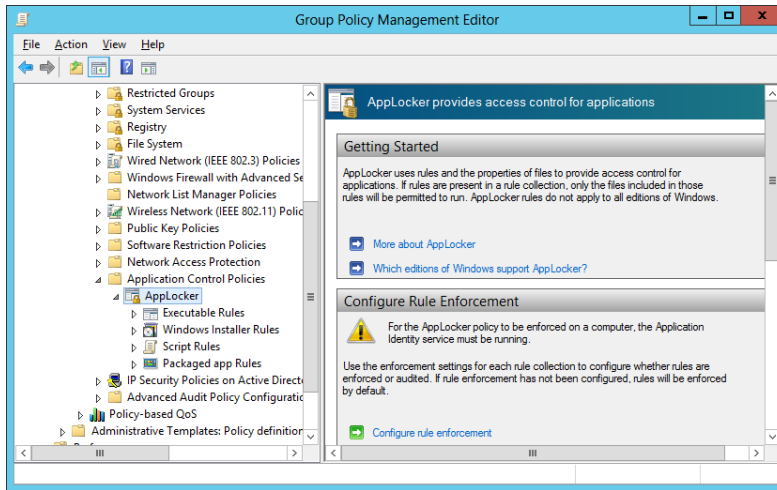 Group Policy Management Editor
File Action View Help
Restricted Groups
System Services
Registry
File System
Wired Network (IEEE 802.3) Policies
Windows Firewall with Advanced Se
Network List Manager Policies
Wireless Network (IEEE 802.11) Polic
Public Key Policies
Software Restriction Policies
Network Access Protection
Application Control Policies
AppLocker
Executable Rules
Windows Installer Rules
Script Rules
Packaged app Rules
IP Security Policies on Active Direct
Advanced Audit Policy Configuratic
Policy-based QoS
Administrative Templates: Policy definition
AppLocker provides access control for applications
Getting Started
AppLocker uses rules and the properties of files to provide access control for
applications. If rules are present in a rule collection, only the files included in those
rules will be permitted to run. AppLocker rules do not apply to all editions of Windows.
More about AppLocker
Which editions of Windows support AppLocker?
Configure Rule Enforcement
For the AppLocker policy to be enforced on a computer, the Application
Identity service must be running.
Use the enforcement settings for each rule collection to configure whether rules are
enforced or audited. If rule enforcement has not been configured, rules will be enforced
by default.
Configure rule enforcement